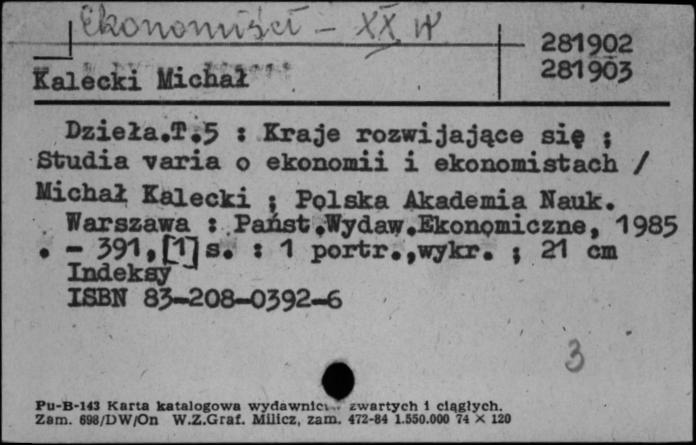 Ekonomiści - XX w
281902
281903
Kalecki Michał
Dzieła.T.5 : Kraje rozwijające się ;
Studia varia o ekonomii i ekonomistach /
Michał Kalecki ; Polska Akademia Nauk.
Warszawa : Państ.Wydaw.Ekonomiczne, 1985
. - 391,[1]s. : 1 portr.,wykr. ; 21 cm
Indeksy
ISBN 83-208-0392-6
3
Pu-B-143 Karta katalogowa wydawnictw zwartych i ciągłych.
Zam. 698/DW/On W.Z.Graf. Milicz, zam. 472-84 1.550.000 74 × 120